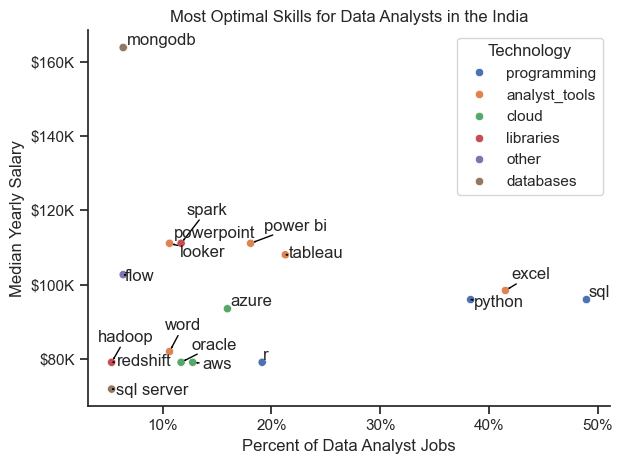 Most Optimal Skills for Data Analysts in the India
mongodb
$160K
$140K
$120K
$100K
$80K
Median Yearly Salary
Technology
programming
analyst_tools
cloud
libraries
other
databases
spark
powerpoint
looker
power bi
tableau
flow
azure
excel
python
sql
word
hadoop
redshift
oracle
aws
r
sql server
10%
20%
30%
40%
50%
Percent of Data Analyst Jobs